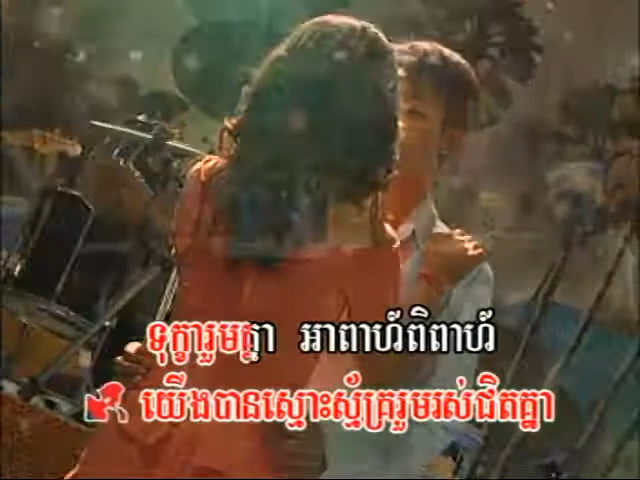 ទុក្ខារួមគ្នា អាពាហ៍ពិពាហ៍
យើងបានស្មោះស្ម័គ្ររួមរស់ជិតគ្នា